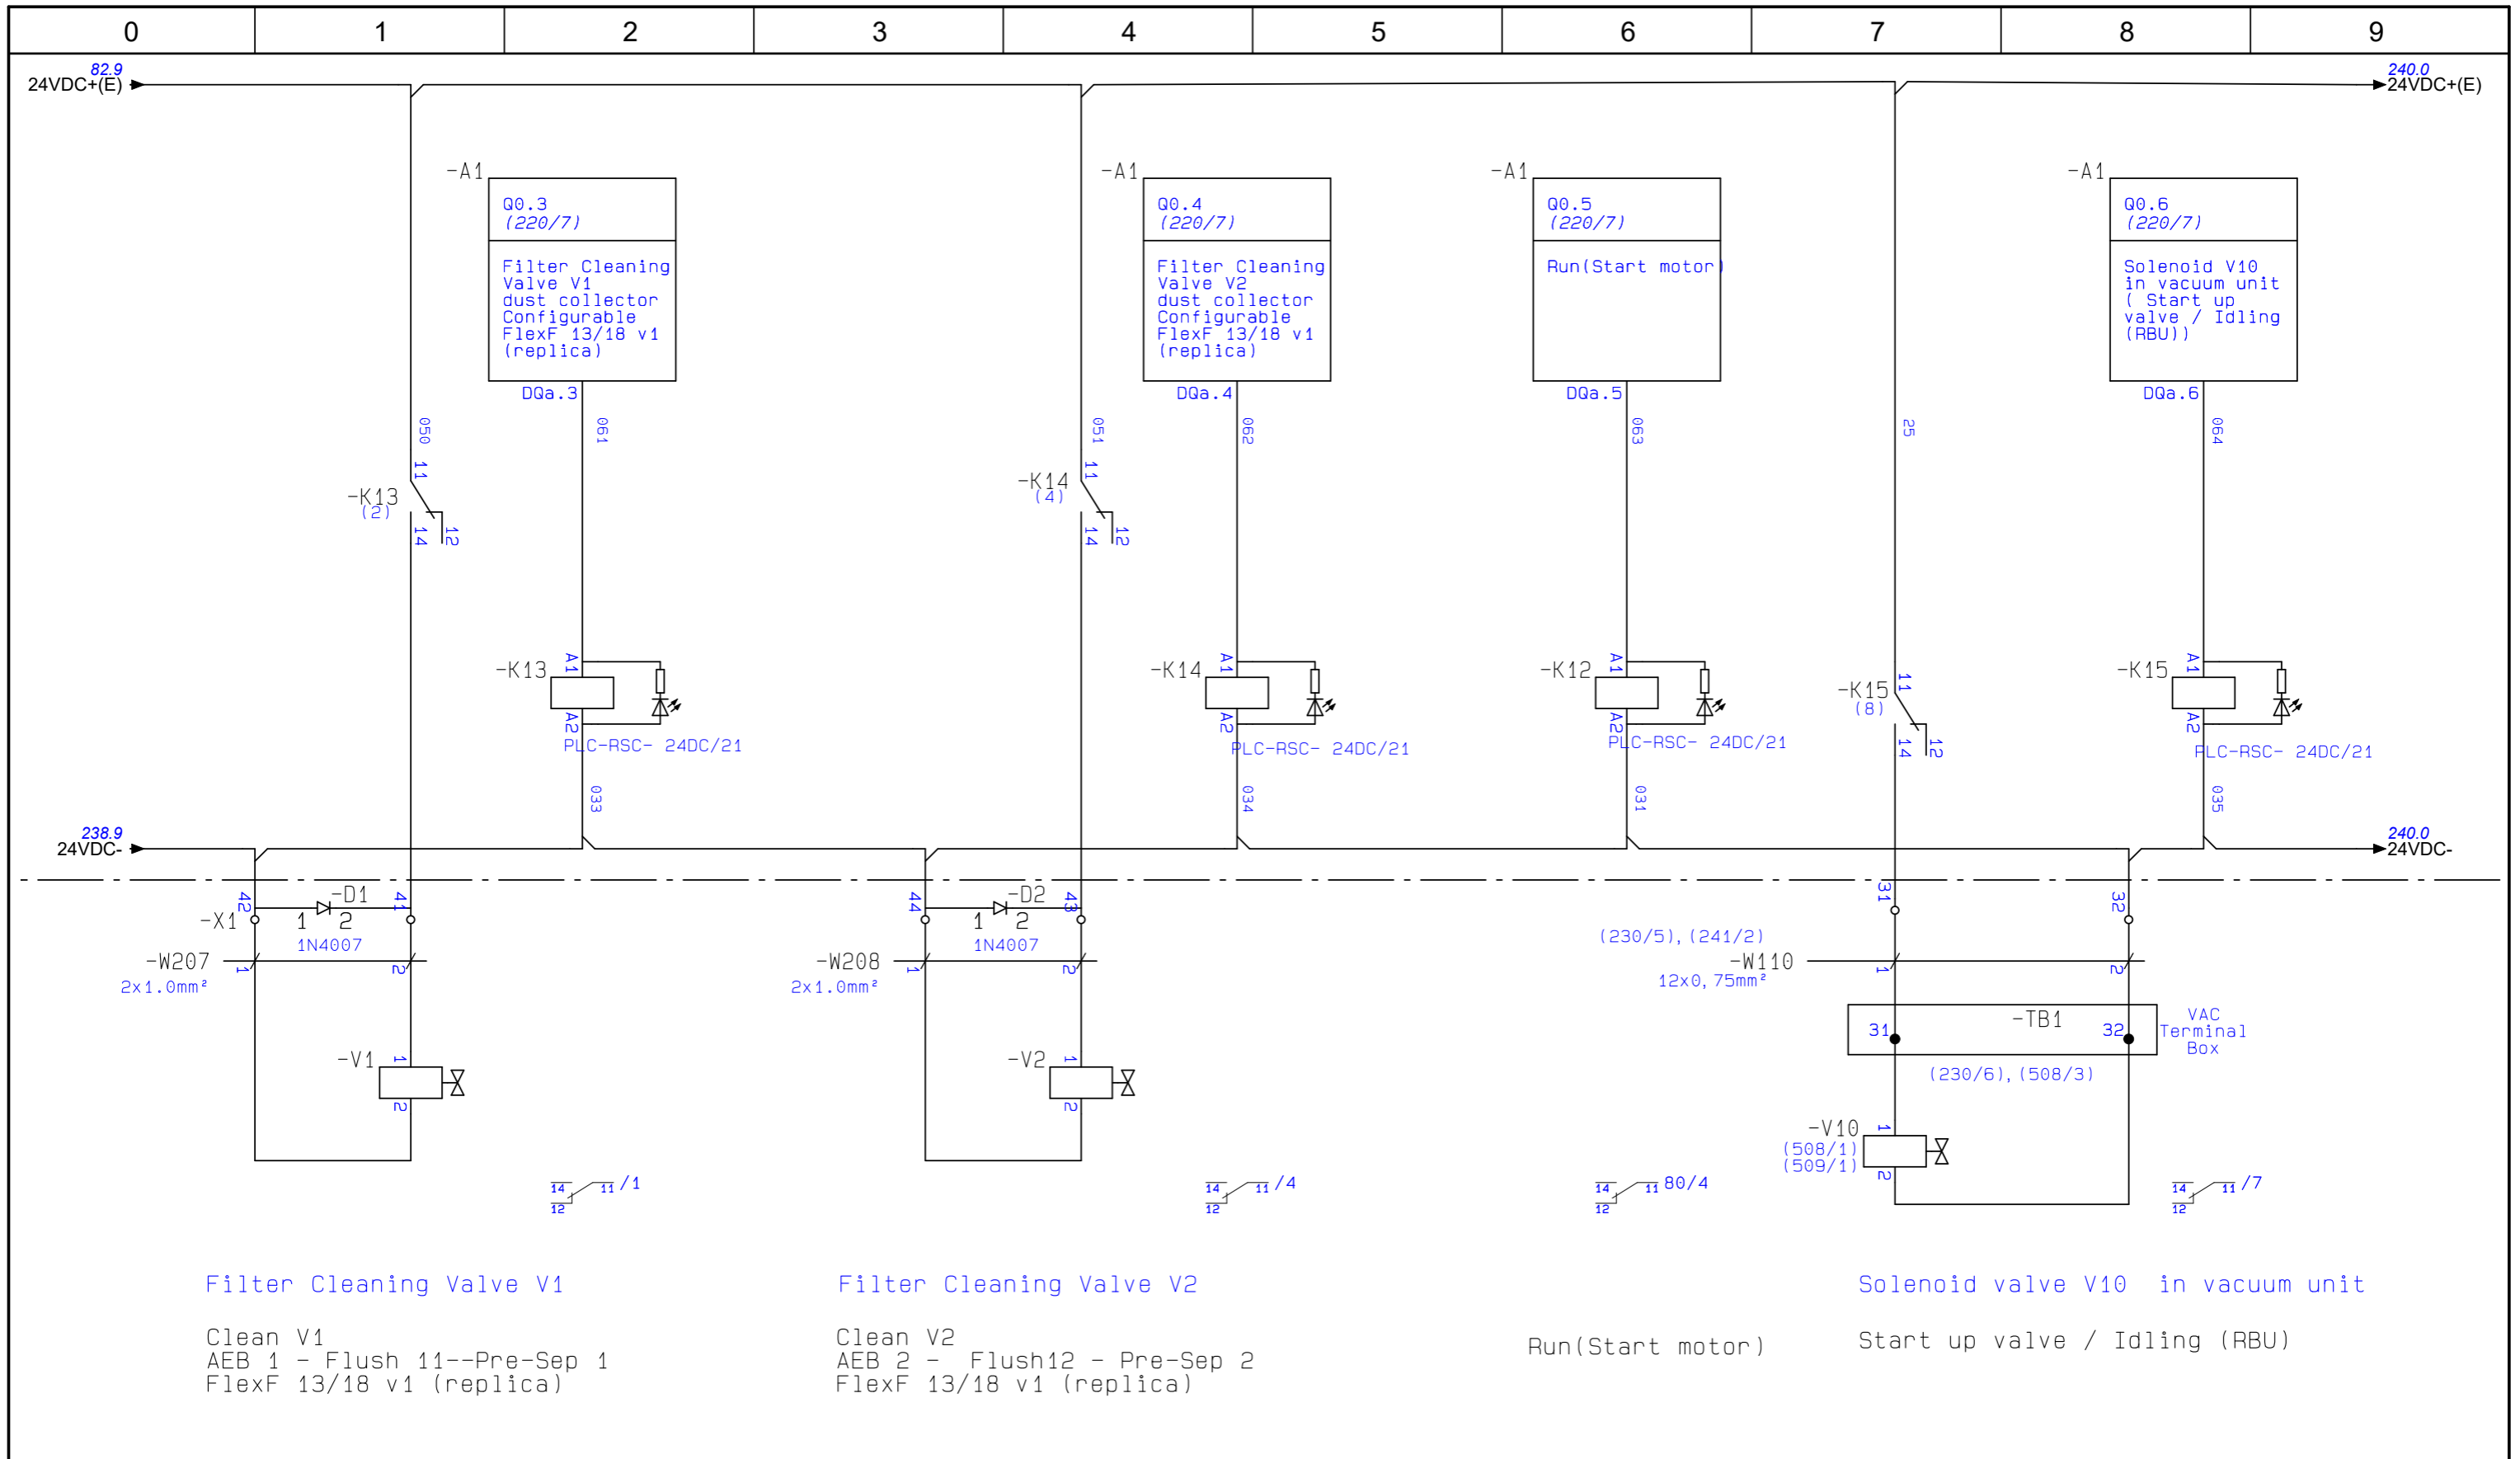 0 1 2 3 4 5 6 7 8 9
82.9
24VDC+(E)
240.0
24VDC+(E)
-A1
Q0.3
(220/7)
Filter Cleaning
Valve V1
dust collector
Configurable
FlexF 13/18 v1
(replica)
DQa.3
-A1
Q0.4
(220/7)
Filter Cleaning
Valve V2
dust collector
Configurable
FlexF 13/18 v1
(replica)
DQa.4
-A1
Q0.5
(220/7)
Run(Start motor)
DQa.5
-A1
Q0.6
(220/7)
Solenoid V10
in vacuum unit
( Start up
valve / Idling
(RBU))
DQa.6
050
061
051
062
063
25
064
-K13
(2)
11
14
12
-K14
(4)
11
14
12
-K13
A1
A2
PLC-RSC- 24DC/21
-K14
A1
A2
PLC-RSC- 24DC/21
-K12
A1
A2
PLC-RSC- 24DC/21
-K15
(8)
11
14
12
-K15
A1
A2
PLC-RSC- 24DC/21
033
034
031
035
238.9
24VDC-
240.0
24VDC-
42
-D1
41
-X1
1 2
1N4007
-W207
1
2
2x1.0mm²
44
-D2
43
1 2
1N4007
-W208
1
2
2x1.0mm²
31
32
(230/5),(241/2)
-W110
1
2
12x0,75mm²
-TB1
31
32
VAC
Terminal
Box
(230/6),(508/3)
-V1
1
2
-V2
1
2
-V10
(508/1)
(509/1)
1
2
14 11 /1
12
14 11 /4
12
14 11 80/4
12
14 11 /7
12
Filter Cleaning Valve V1
Clean V1
AEB 1 - Flush 11--Pre-Sep 1
FlexF 13/18 v1 (replica)
Filter Cleaning Valve V2
Clean V2
AEB 2 - Flush12 - Pre-Sep 2
FlexF 13/18 v1 (replica)
Run(Start motor)
Solenoid valve V10 in vacuum unit
Start up valve / Idling (RBU)